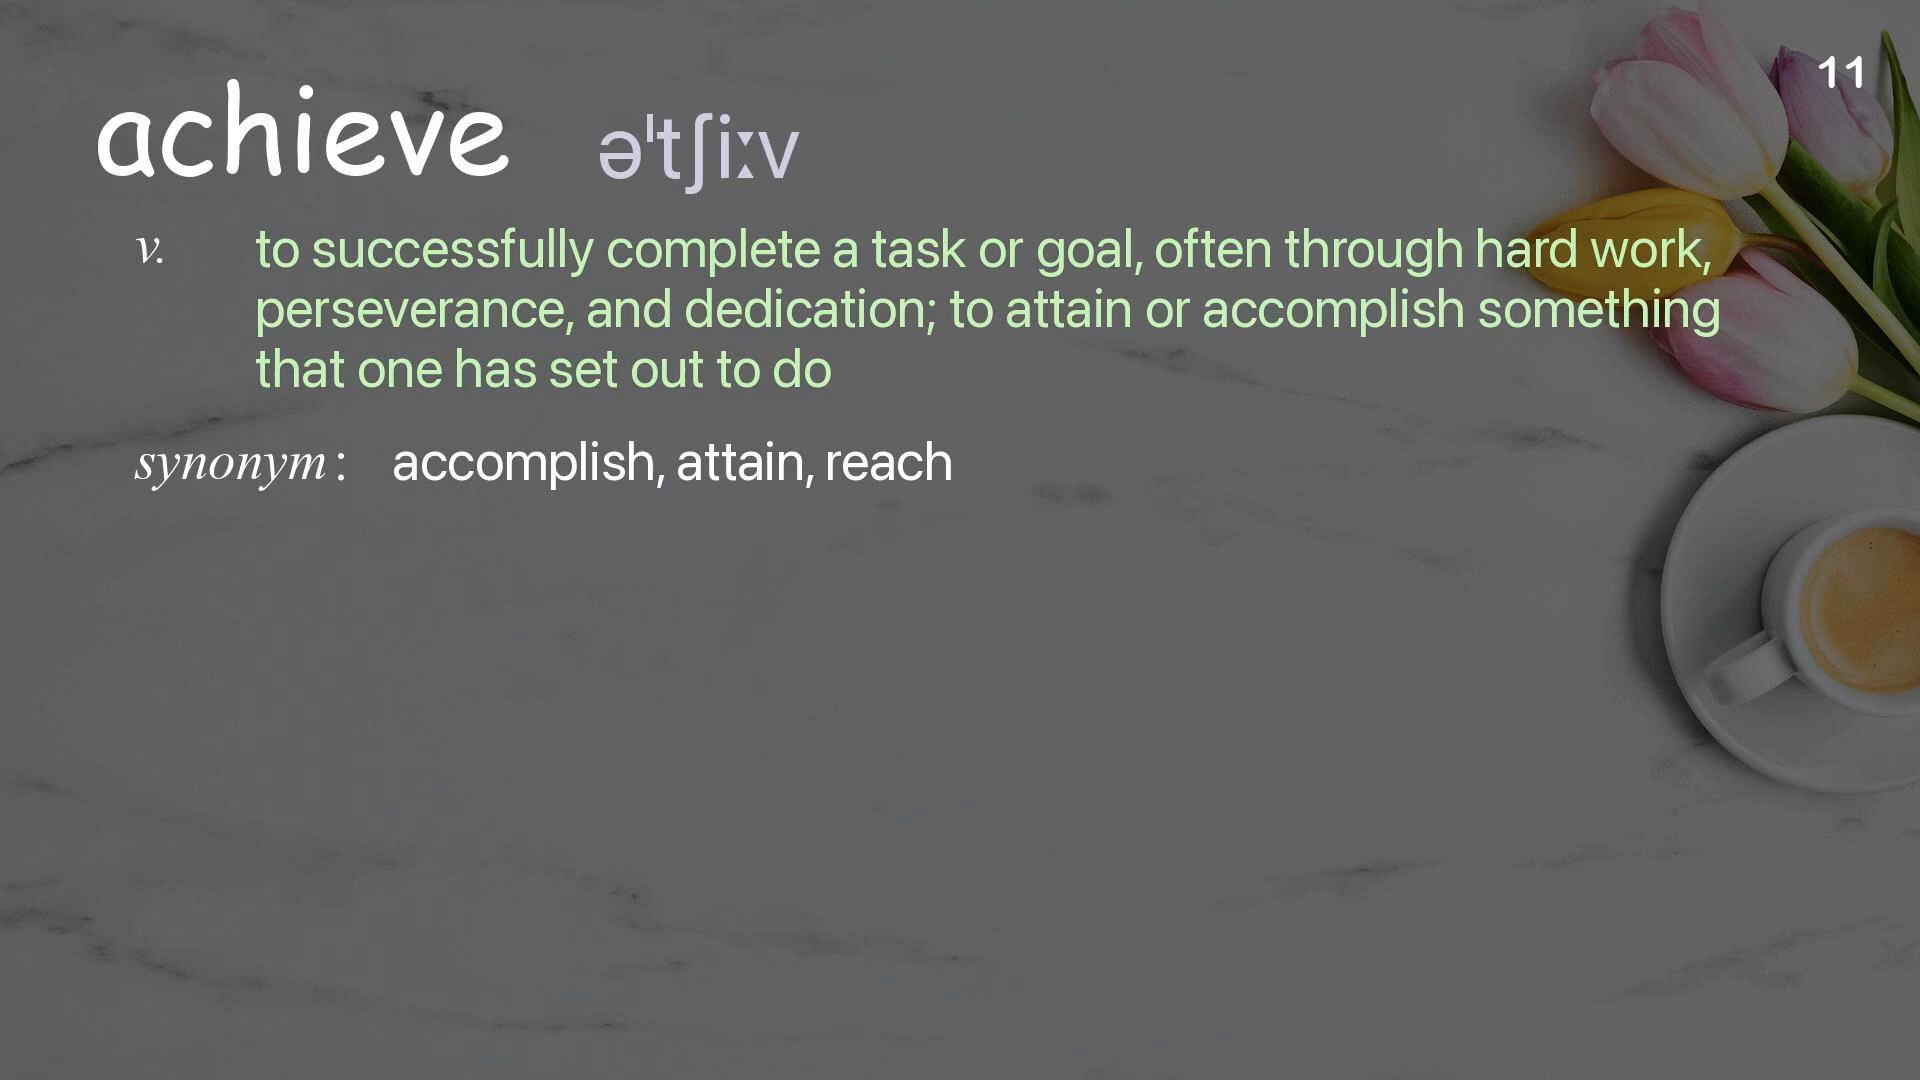 11
achieve əˈtʃiːv
v. to successfully complete a task or goal, often through hard work,
perseverance, and dedication; to attain or accomplish something
that one has set out to do
synonym : accomplish, attain, reach